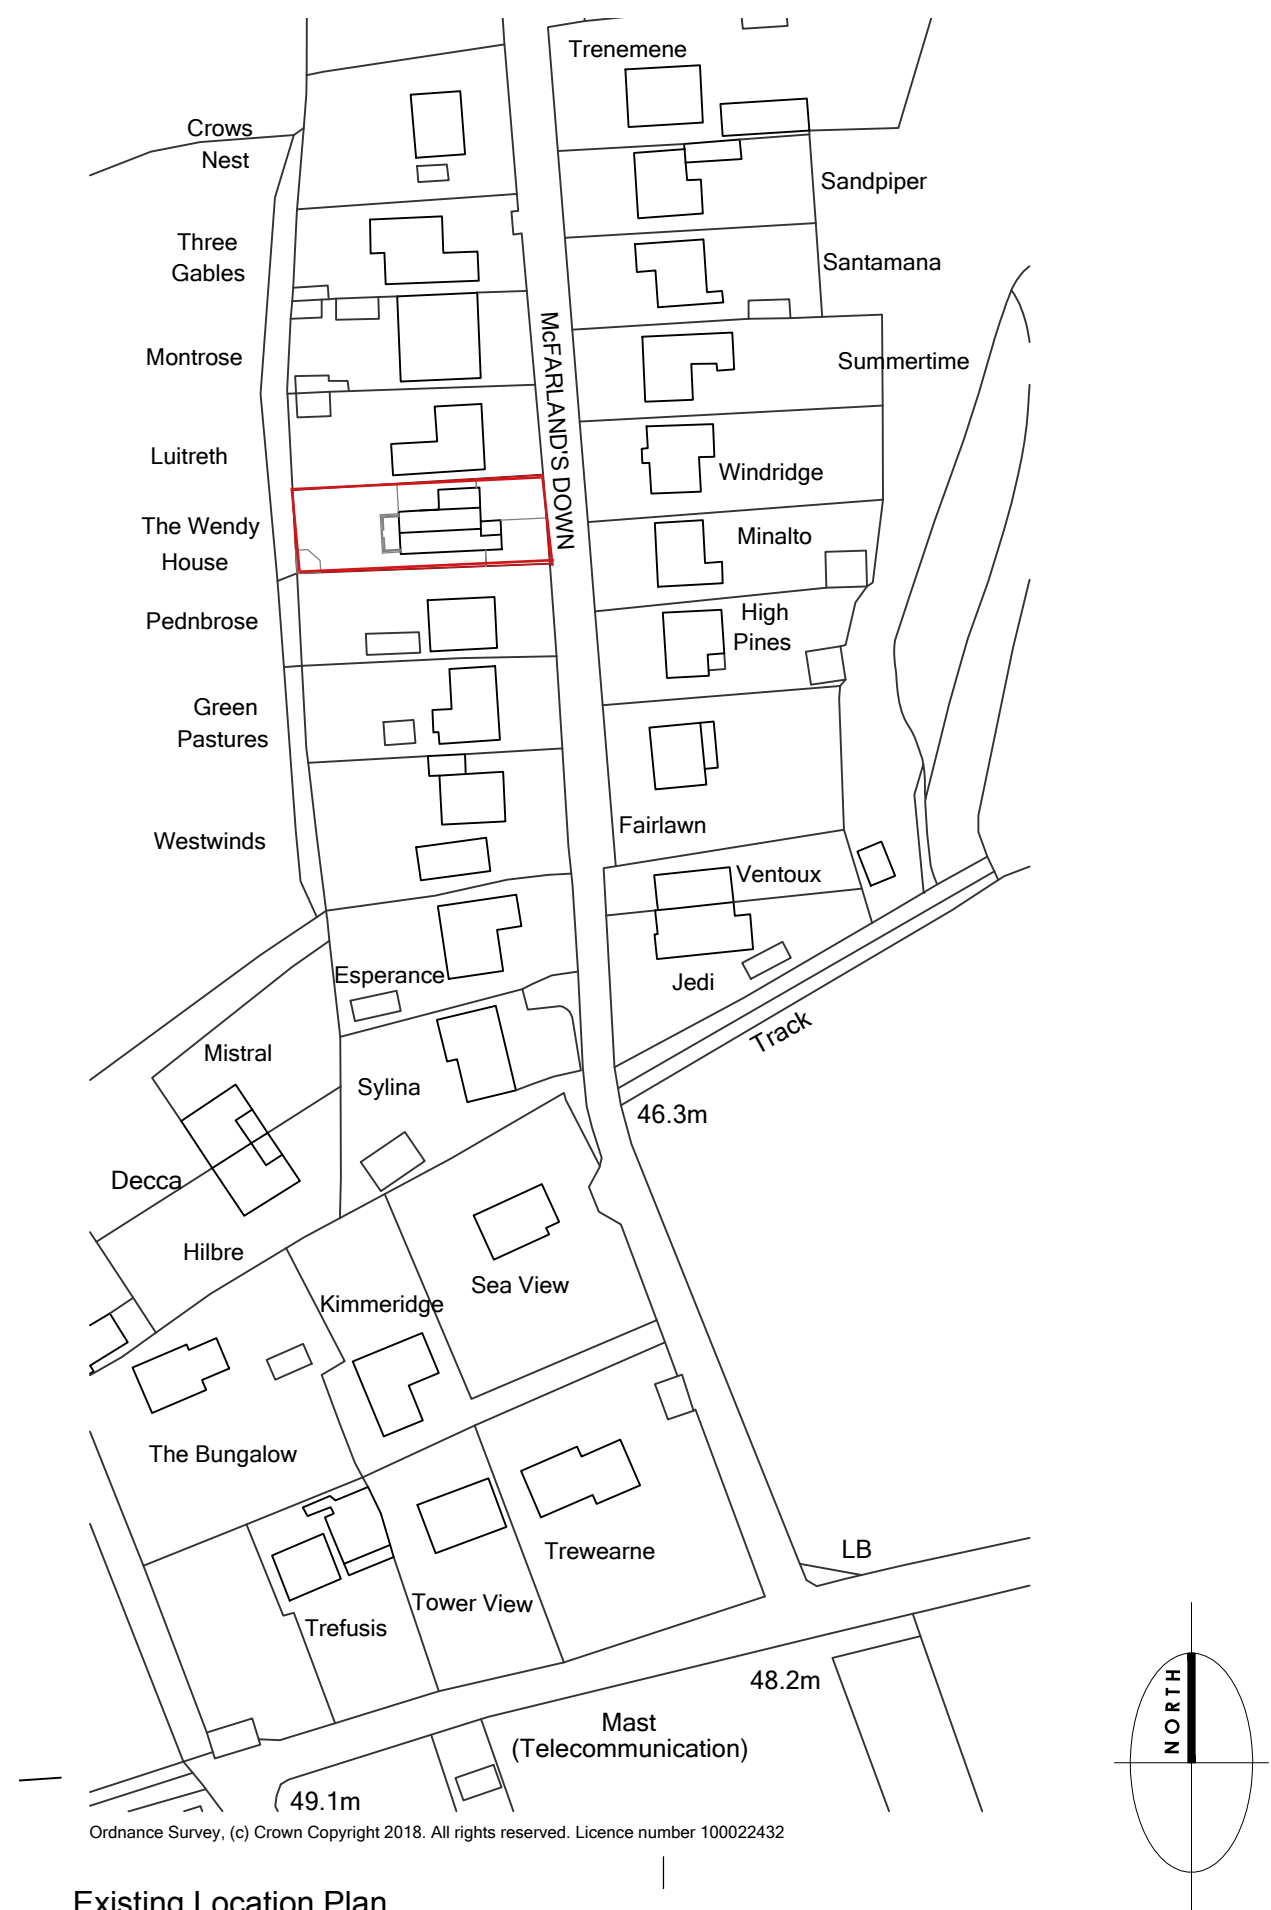 Trenemene
Crows
Nest
Sandpiper
Three
Gables
Santamana
McFARLAND'S DOWN
Montrose
Summertime
Luitreth
Windridge
The Wendy
House
Minalto
Pednbrose
High
Pines
Green
Pastures
Westwinds
Fairlawn
Ventoux
Esperance
Jedi
Track
Mistral
Sylina
46.3m
Decca
Hilbre
Sea View
Kimmeridge
The Bungalow
Trewearne
LB
Tower View
Trefusis
48.2m
Mast
(Telecommunication)
NORTH
49.1m
Ordnance Survey, (c) Crown Copyright 2018. All rights reserved. Licence number 100022432
Existing Location Plan